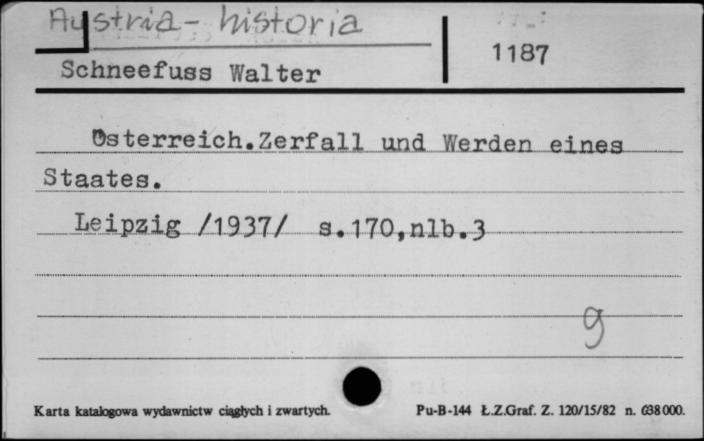 Austria - historia
1187
Schneefuss Walter
Österreich.Zerfall und Werden eines
Staates.
Leipzig /1937/ s.170,nlb.3
g
Karta katalogowa wydawnictw ciągłych i zwartych. Pu-B-144 Ł.Z.Graf. Z. 120/15/82 n. 638000.